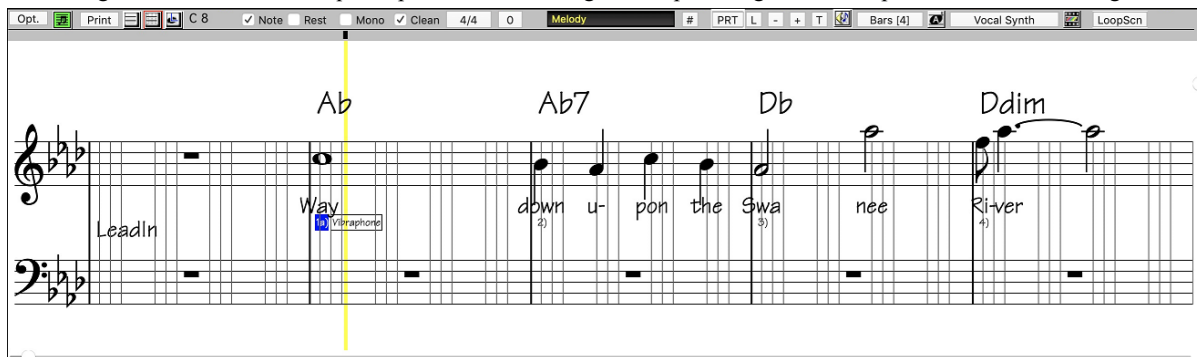 Opt. Print C 8 Note Rest Mono Clean 4/4 0 Melody # PRT L - + T Bars [4] A Vocal Synth LoopScn
Ab Ab7 Db Ddim
Way down u- pon the Swa nee Ri-ver
1a) Vibraphone 2) 3) 4)
LeadIn